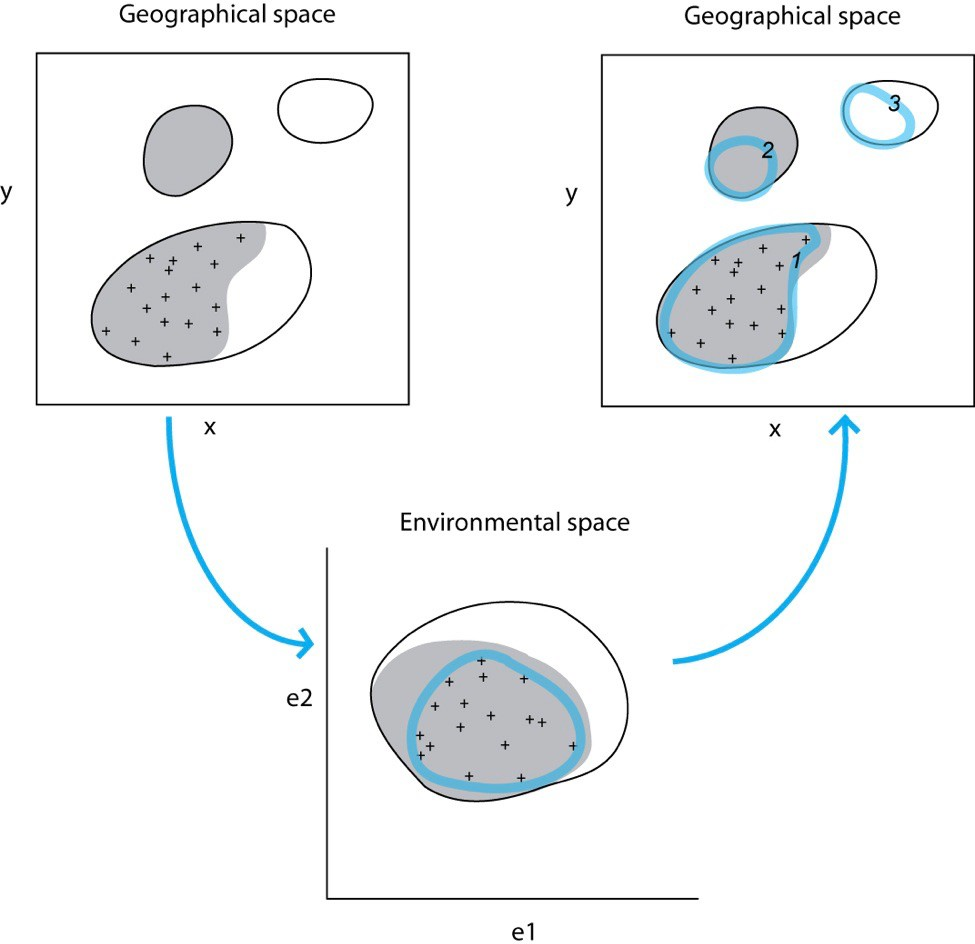 Geographical space
Geographical space
y
x
y
x
1
2
3
Environmental space
e2
e1